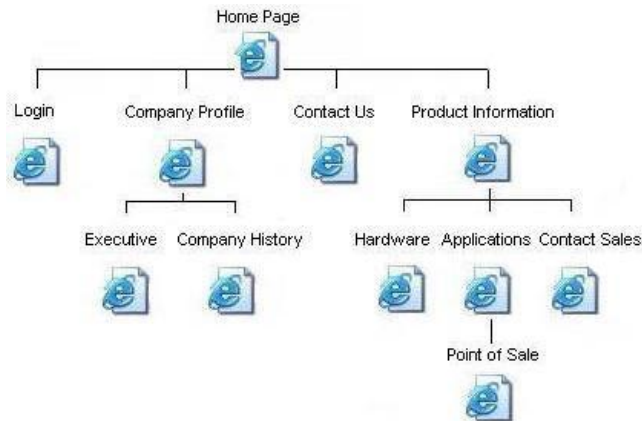 Home Page
Login
Company Profile
Contact Us
Product Information
Executive
Company History
Hardware
Applications
Contact Sales
Point of Sale